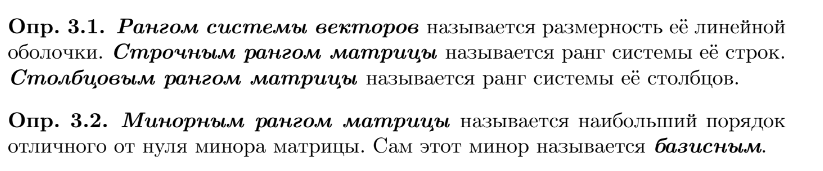 Опр. 3.1. Рангом системы векторов называется размерность её линейной
оболочки. Строчным рангом матрицы называется ранг системы её строк.
Столбцовым рангом матрицы называется ранг системы её столбцов.
Опр. 3.2. Минорным рангом матрицы называется наибольший порядок
отличного от нуля минора матрицы. Сам этот минор называется базисным.